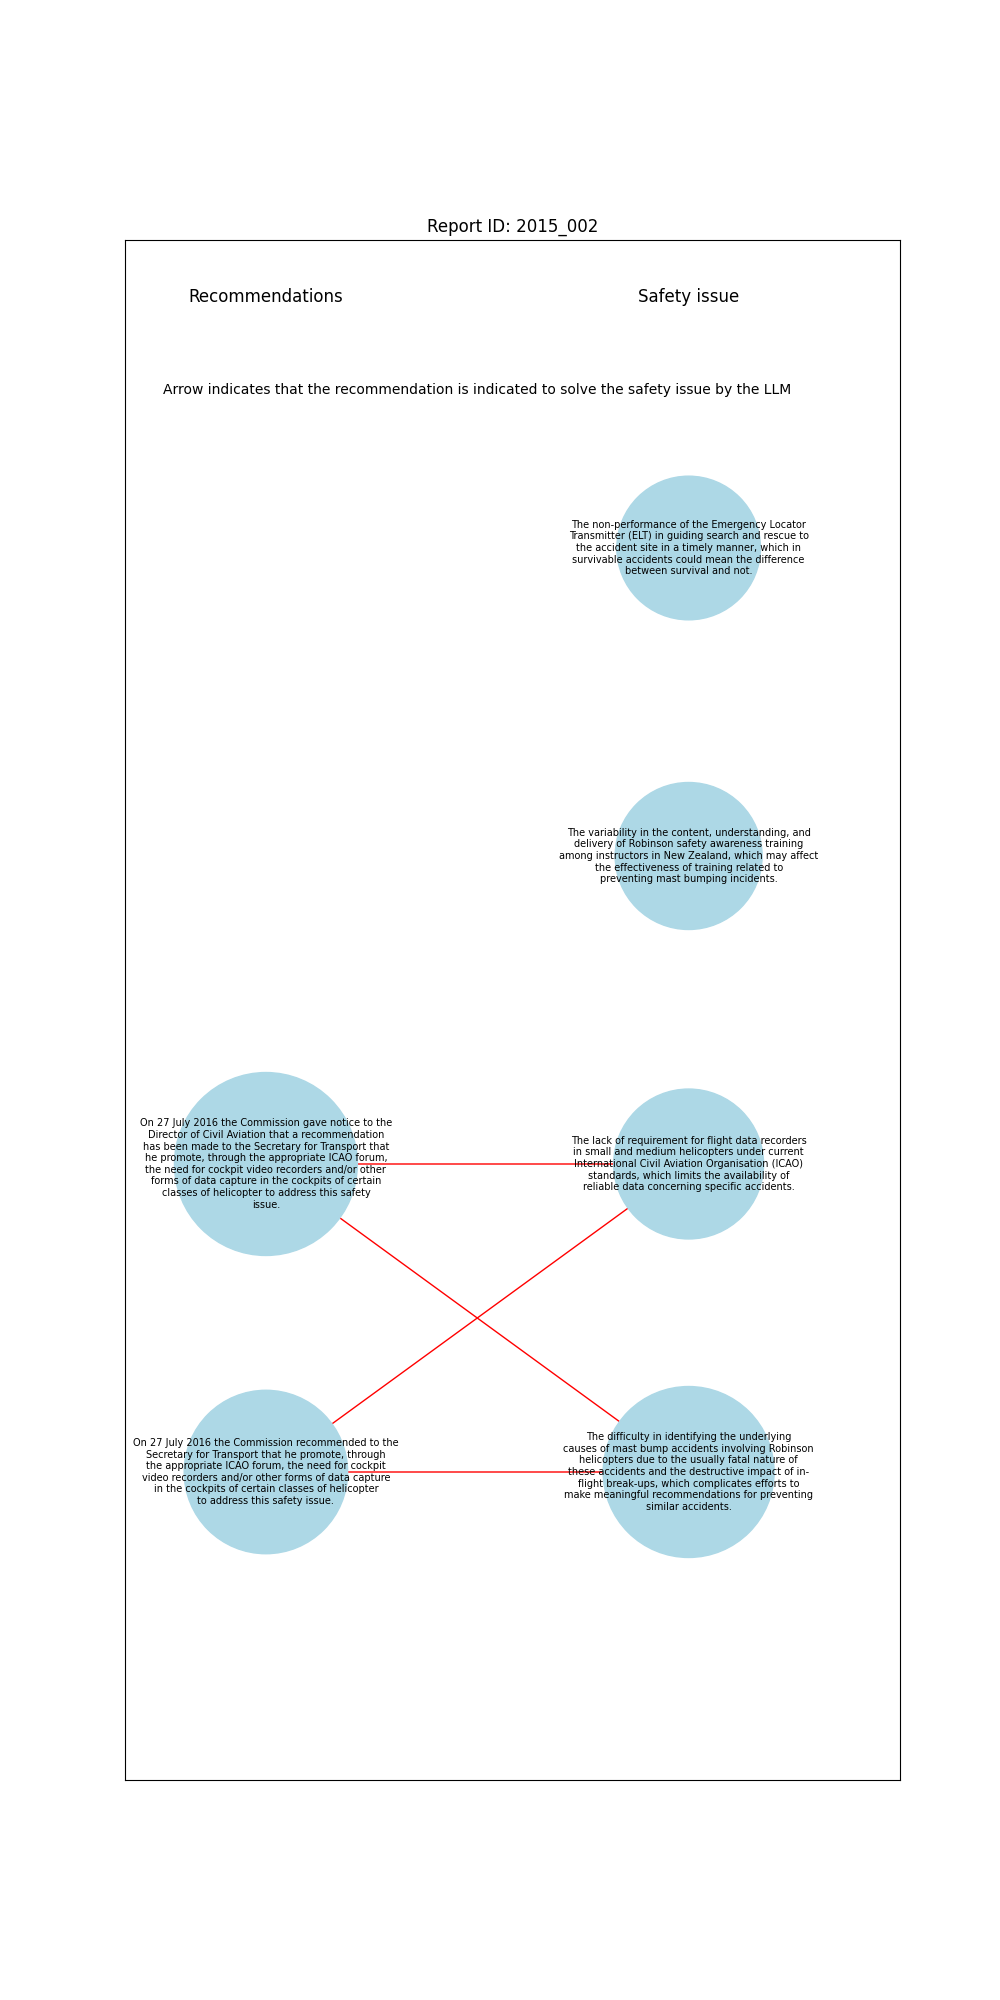 Report ID: 2015_002
Recommendations
Safety issue
Arrow indicates that the recommendation is indicated to solve the safety issue by the LLM
The non-performance of the Emergency Locator
Transmitter (ELT) in guiding search and rescue to
the accident site in a timely manner, which in
survivable accidents could mean the difference
between survival and not.
The variability in the content, understanding, and
delivery of Robinson safety awareness training
among instructors in New Zealand, which may affect
the effectiveness of training related to
preventing mast bumping incidents.
On 27 July 2016 the Commission gave notice to the
Director of Civil Aviation that a recommendation
has been made to the Secretary for Transport that
he promote, through the appropriate ICAO forum,
the need for cockpit video recorders and/or other
forms of data capture in the cockpits of certain
classes of helicopter to address this safety
issue.
The lack of requirement for flight data recorders
in small and medium helicopters under current
International Civil Aviation Organisation (ICAO)
standards, which limits the availability of
reliable data concerning specific accidents.
On 27 July 2016 the Commission recommended to the
Secretary for Transport that he promote, through
the appropriate ICAO forum, the need for cockpit
video recorders and/or other forms of data capture
in the cockpits of certain classes of helicopter
to address this safety issue.
The difficulty in identifying the underlying
causes of mast bump accidents involving Robinson
helicopters due to the usually fatal nature of
these accidents and the destructive impact of in-
flight break-ups, which complicates efforts to
make meaningful recommendations for preventing
similar accidents.